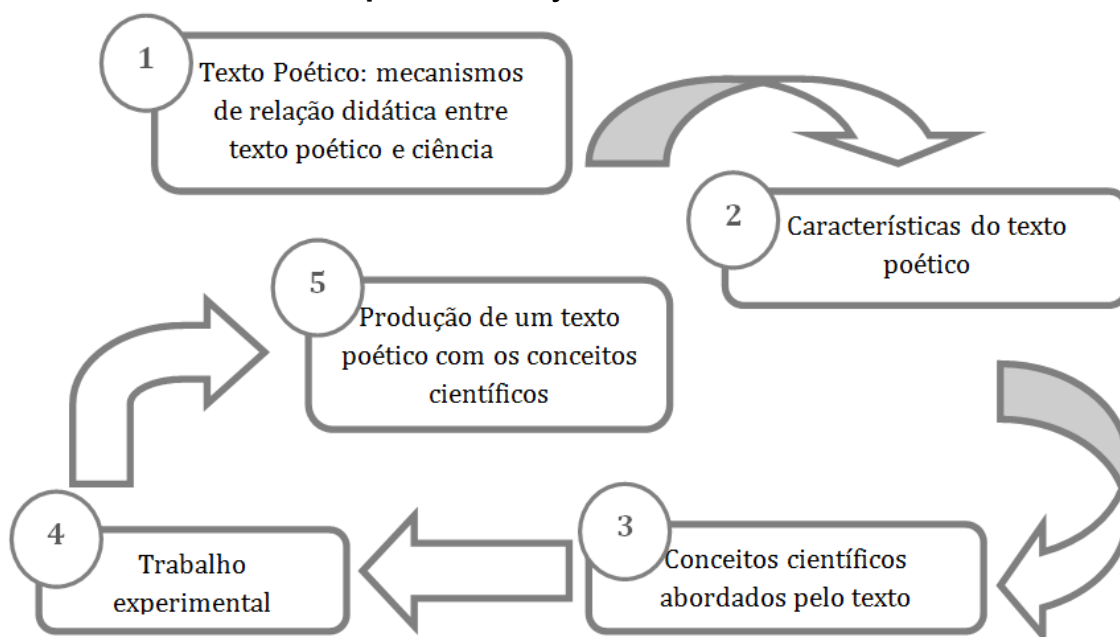 1
Texto Poético: mecanismos
de relação didática entre
texto poético e ciência
2
Características do texto
poético
3
Conceitos científicos
abordados pelo texto
4
Trabalho
experimental
5
Produção de um texto
poético com os conceitos
científicos